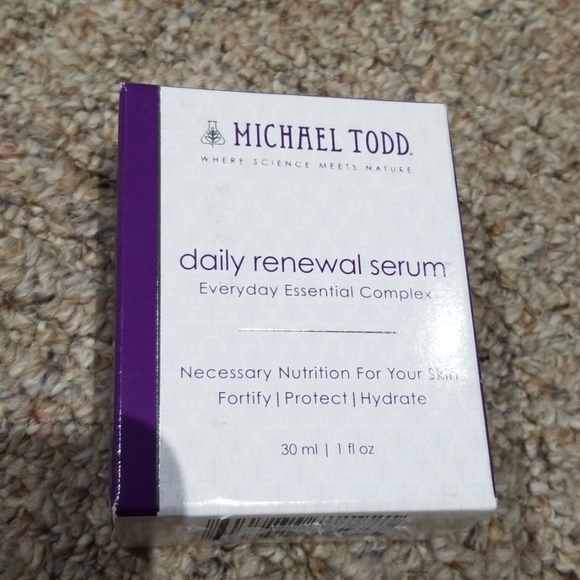 MICHAEL TODD®
WHERE SCIENCE MEETS NATURE
daily renewal serum™
Everyday Essential Complex
Necessary Nutrition For Your Skin
Fortify | Protect | Hydrate
30 ml | 1 fl oz